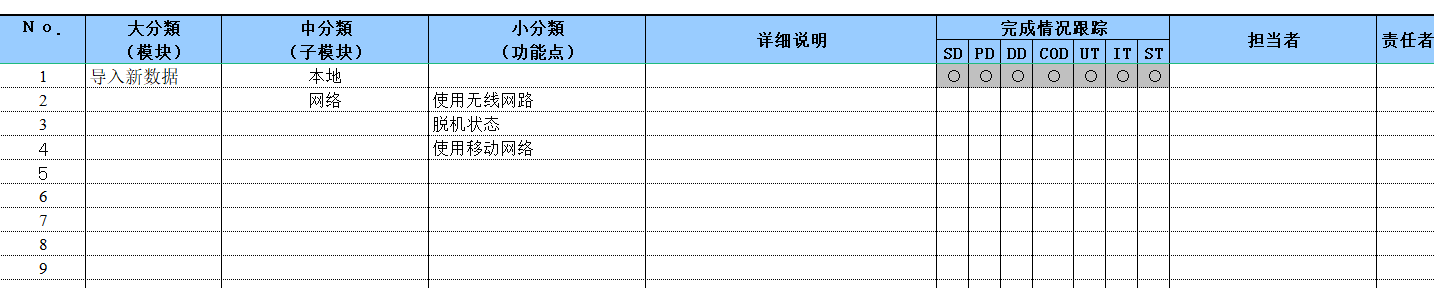 Ｎｏ． 大分類 中分類 小分類 详细说明 完成情况跟踪 担当者 责任者
（模块） （子模块） （功能点） SD PD DD COD UT IT ST
1 导入新数据 本地 ○ ○ ○ ○ ○ ○ ○
2 网络 使用无线网路
3 脱机状态
４ 使用移动网络
５
6
7
8
9